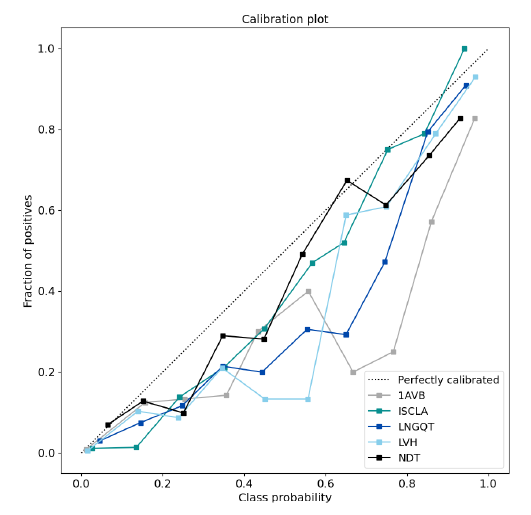 Calibration plot
Fraction of positives
1.0
0.8
0.6
0.4
0.2
0.0
0.0 0.2 0.4 0.6 0.8 1.0
Class probability
Perfectly calibrated
1AVB
ISCLA
LNGQT
LVH
NDT